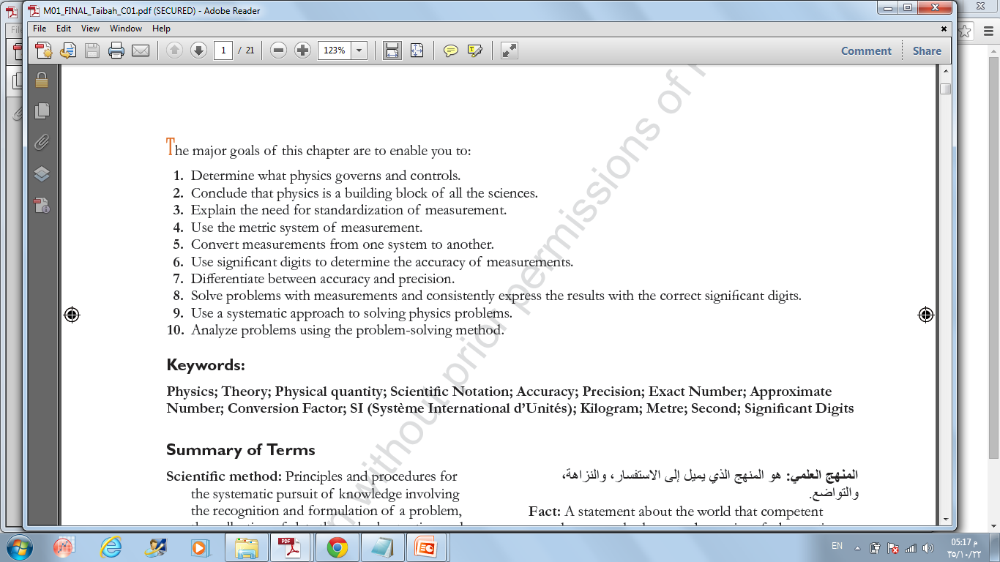 M01_FINAL_Taibah_C01.pdf (SECURED) - Adobe Reader
File Edit View Window Help
1 / 21 123% Comment Share
The major goals of this chapter are to enable you to:
1. Determine what physics governs and controls.
2. Conclude that physics is a building block of all the sciences.
3. Explain the need for standardization of measurement.
4. Use the metric system of measurement.
5. Convert measurements from one system to another.
6. Use significant digits to determine the accuracy of measurements.
7. Differentiate between accuracy and precision.
8. Solve problems with measurements and consistently express the results with the correct significant digits.
9. Use a systematic approach to solving physics problems.
10. Analyze problems using the problem-solving method.
Keywords:
Physics; Theory; Physical quantity; Scientific Notation; Accuracy; Precision; Exact Number; Approximate
Number; Conversion Factor; SI (Système International d'Unités); Kilogram; Metre; Second; Significant Digits
Summary of Terms
Scientific method: Principles and procedures for
the systematic pursuit of knowledge involving
the recognition and formulation of a problem,
المنهج العلمي: هو المنهج الذي يميل إلى الاستفسار، والنزاهة،
والتواضع.
Fact: A statement about the world that competent
without prior permissions of
EN
05:17 م
٣٥/١٠/٢٢